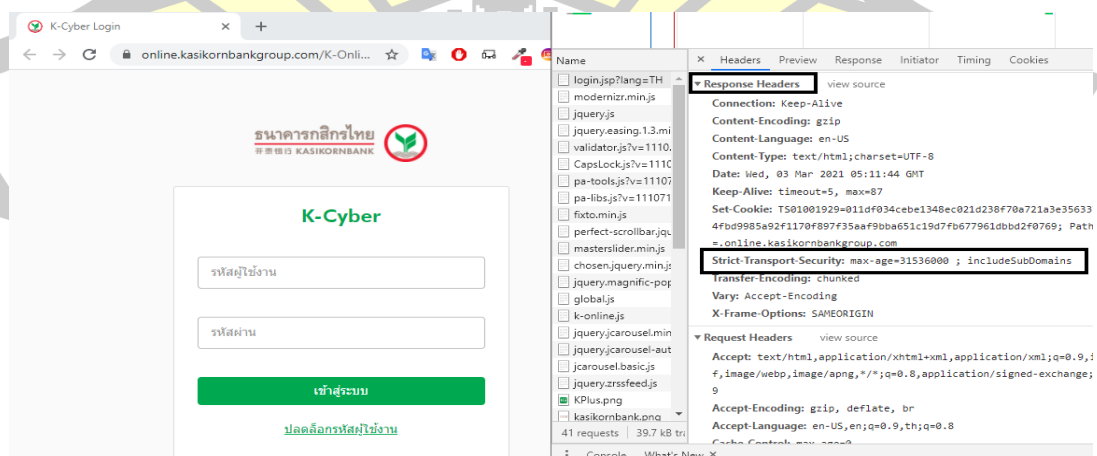 K-Cyber Login
online.kasikornbankgroup.com/K-Onli...
ธนาคารกสิกรไทย
开泰银行 KASIKORNBANK
K-Cyber
รหัสผู้ใช้งาน
รหัสผ่าน
เข้าสู่ระบบ
ปลดล็อกรหัสผู้ใช้งาน
Name
login.jsp?lang=TH
modernizr.min.js
jquery.js
jquery.easing.1.3.mi
validator.js?v=1110.
CapsLock.js?v=1110
pa-tools.js?v=11107
pa-libs.js?v=111071
fixto.min.js
perfect-scrollbar.jqu
masterslider.min.js
chosen.jquery.min.js
jquery.magnific-pop
global.js
k-online.js
jquery.jcarousel.min
jquery.jcarousel-aut
jcarousel.basic.js
jquery.zrssfeed.js
KPlus.png
kasikornbank.png
41 requests 39.7 kB tra
Headers Preview Response Initiator Timing Cookies
Response Headers view source
Connection: Keep-Alive
Content-Encoding: gzip
Content-Language: en-US
Content-Type: text/html;charset=UTF-8
Date: Wed, 03 Mar 2021 05:11:44 GMT
Keep-Alive: timeout=5, max=87
Set-Cookie: TS01001929=011df034cebe1348ec021d238f70a721a3e35633
4fbd9985a92f1170f897f35aaf9bba651c19d7fb677961dbbd2f0769; Path
=.online.kasikornbankgroup.com
Strict-Transport-Security: max-age=31536000 ; includeSubDomains
Transfer-Encoding: chunked
Vary: Accept-Encoding
X-Frame-Options: SAMEORIGIN
Request Headers view source
Accept: text/html,application/xhtml+xml,application/xml;q=0.9,i
f,image/webp,image/apng,*/*;q=0.8,application/signed-exchange;
9
Accept-Encoding: gzip, deflate, br
Accept-Language: en-US,en;q=0.9,th;q=0.8
Cache-Control: max-age=0
Console What's New